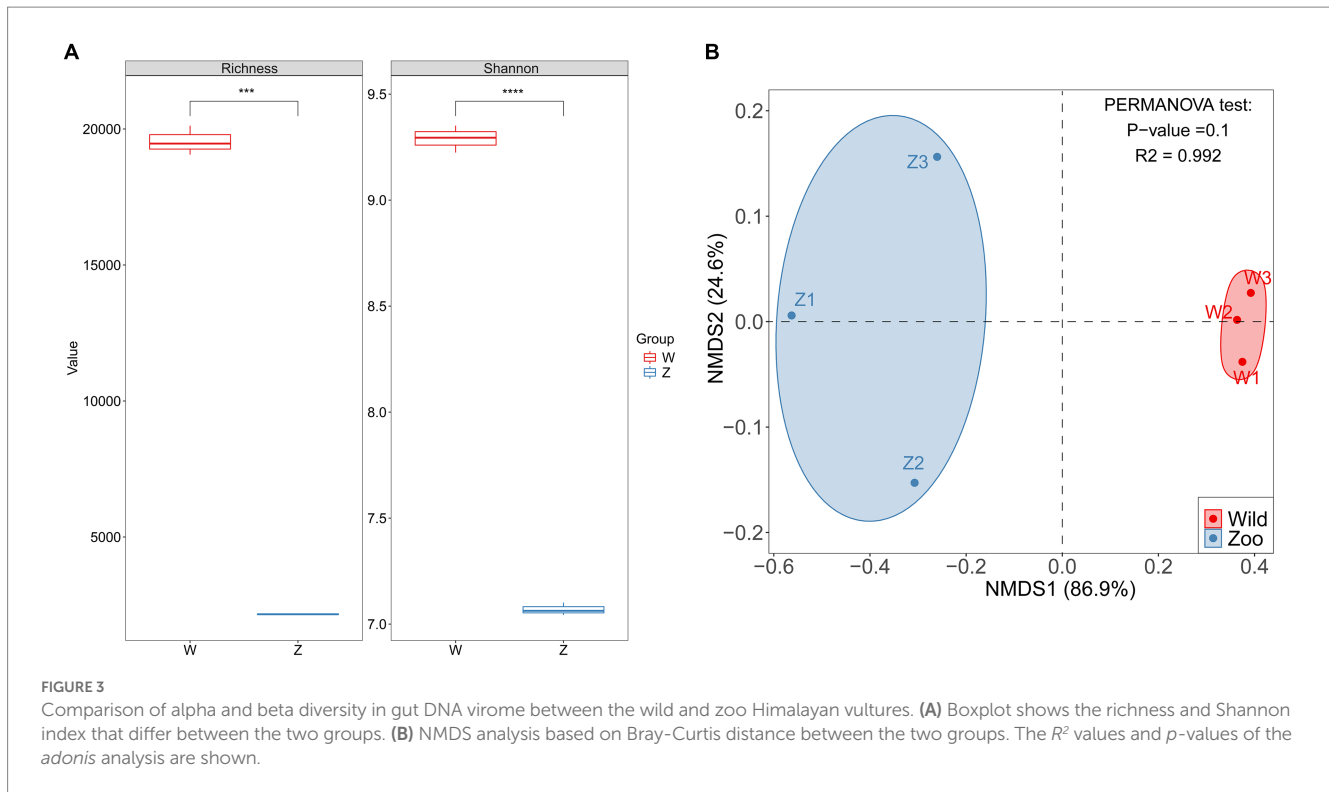 A
Richness
Shannon
***
****
20000
15000
10000
5000
Value
9.5
9.0
8.5
8.0
7.5
7.0
W
Z
W
Z
Group
W
Z
B
PERMANOVA test:
P−value =0.1
R2 = 0.992
0.2
0.1
0.0
−0.1
−0.2
NMDS2 (24.6%)
Z3
Z1
Z2
W3
W2
W1
Wild
Zoo
−0.6
−0.4
−0.2
0.0
0.2
0.4
NMDS1 (86.9%)
FIGURE 3
Comparison of alpha and beta diversity in gut DNA virome between the wild and zoo Himalayan vultures. (A) Boxplot shows the richness and Shannon
index that differ between the two groups. (B) NMDS analysis based on Bray-Curtis distance between the two groups. The R² values and p-values of the
adonis analysis are shown.